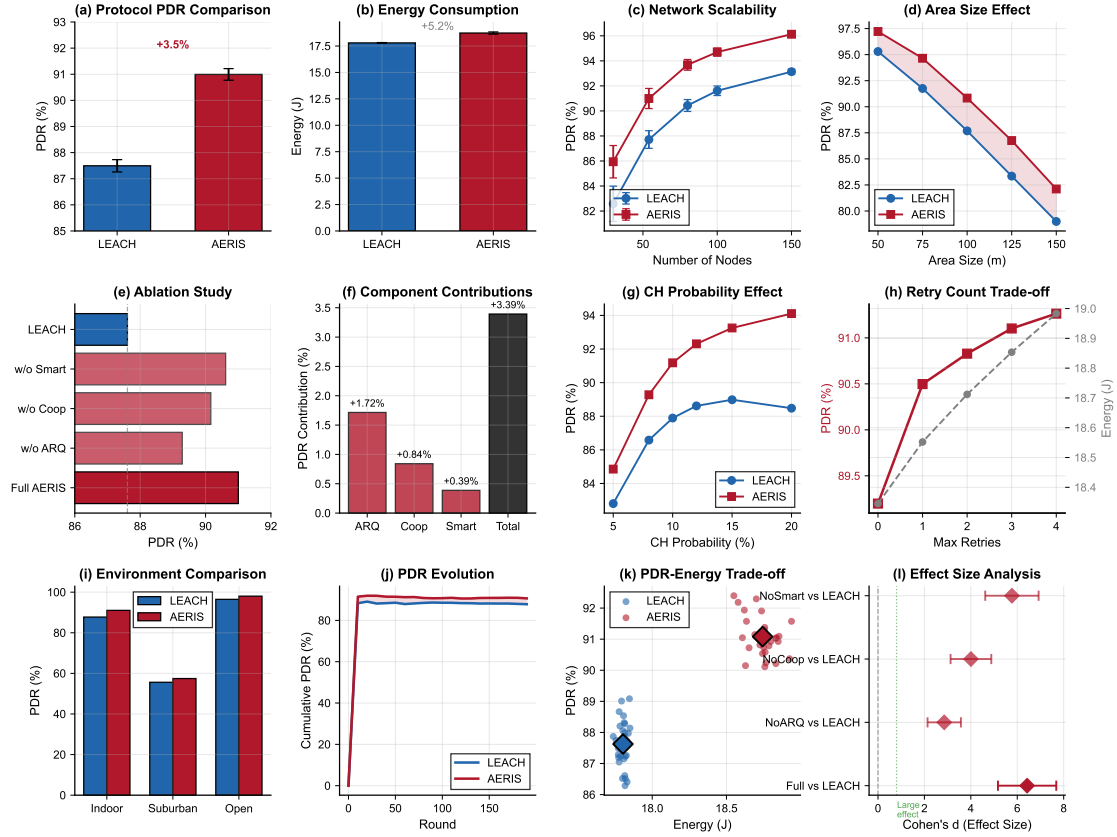 (a) Protocol PDR Comparison
93
92
91
90
89
88
87
86
85
PDR (%)
+3.5%
LEACH
AERIS
(b) Energy Consumption
17.5
15.0
12.5
10.0
7.5
5.0
2.5
0.0
Energy (J)
+5.2%
LEACH
AERIS
(c) Network Scalability
96
94
92
90
88
86
84
82
PDR (%)
LEACH
AERIS
50
100
150
Number of Nodes
(d) Area Size Effect
97.5
95.0
92.5
90.0
87.5
85.0
82.5
80.0
PDR (%)
LEACH
AERIS
50
75
100
125
150
Area Size (m)
(e) Ablation Study
LEACH
w/o Smart
w/o Coop
w/o ARQ
Full AERIS
86
88
90
92
PDR (%)
(f) Component Contributions
3.5
3.0
2.5
2.0
1.5
1.0
0.5
0.0
PDR Contribution (%)
+1.72%
+0.84%
+0.39%
+3.39%
ARQ
Coop
Smart
Total
(g) CH Probability Effect
94
92
90
88
86
84
PDR (%)
LEACH
AERIS
5
10
15
20
CH Probability (%)
(h) Retry Count Trade-off
91.0
90.5
90.0
89.5
PDR (%)
19.0
18.9
18.8
18.7
18.6
18.5
18.4
Energy (J)
0
1
2
3
4
Max Retries
(i) Environment Comparison
100
80
60
40
20
0
PDR (%)
LEACH
AERIS
Indoor
Suburban
Open
(j) PDR Evolution
80
60
40
20
0
Cumulative PDR (%)
LEACH
AERIS
0
50
100
150
Round
(k) PDR-Energy Trade-off
92
91
90
89
88
87
86
PDR (%)
LEACH
AERIS
18.0
18.5
Energy (J)
(l) Effect Size Analysis
NoSmart vs LEACH
NoCoop vs LEACH
NoARQ vs LEACH
Full vs LEACH
Large
effect
0
2
4
6
8
Cohen's d (Effect Size)